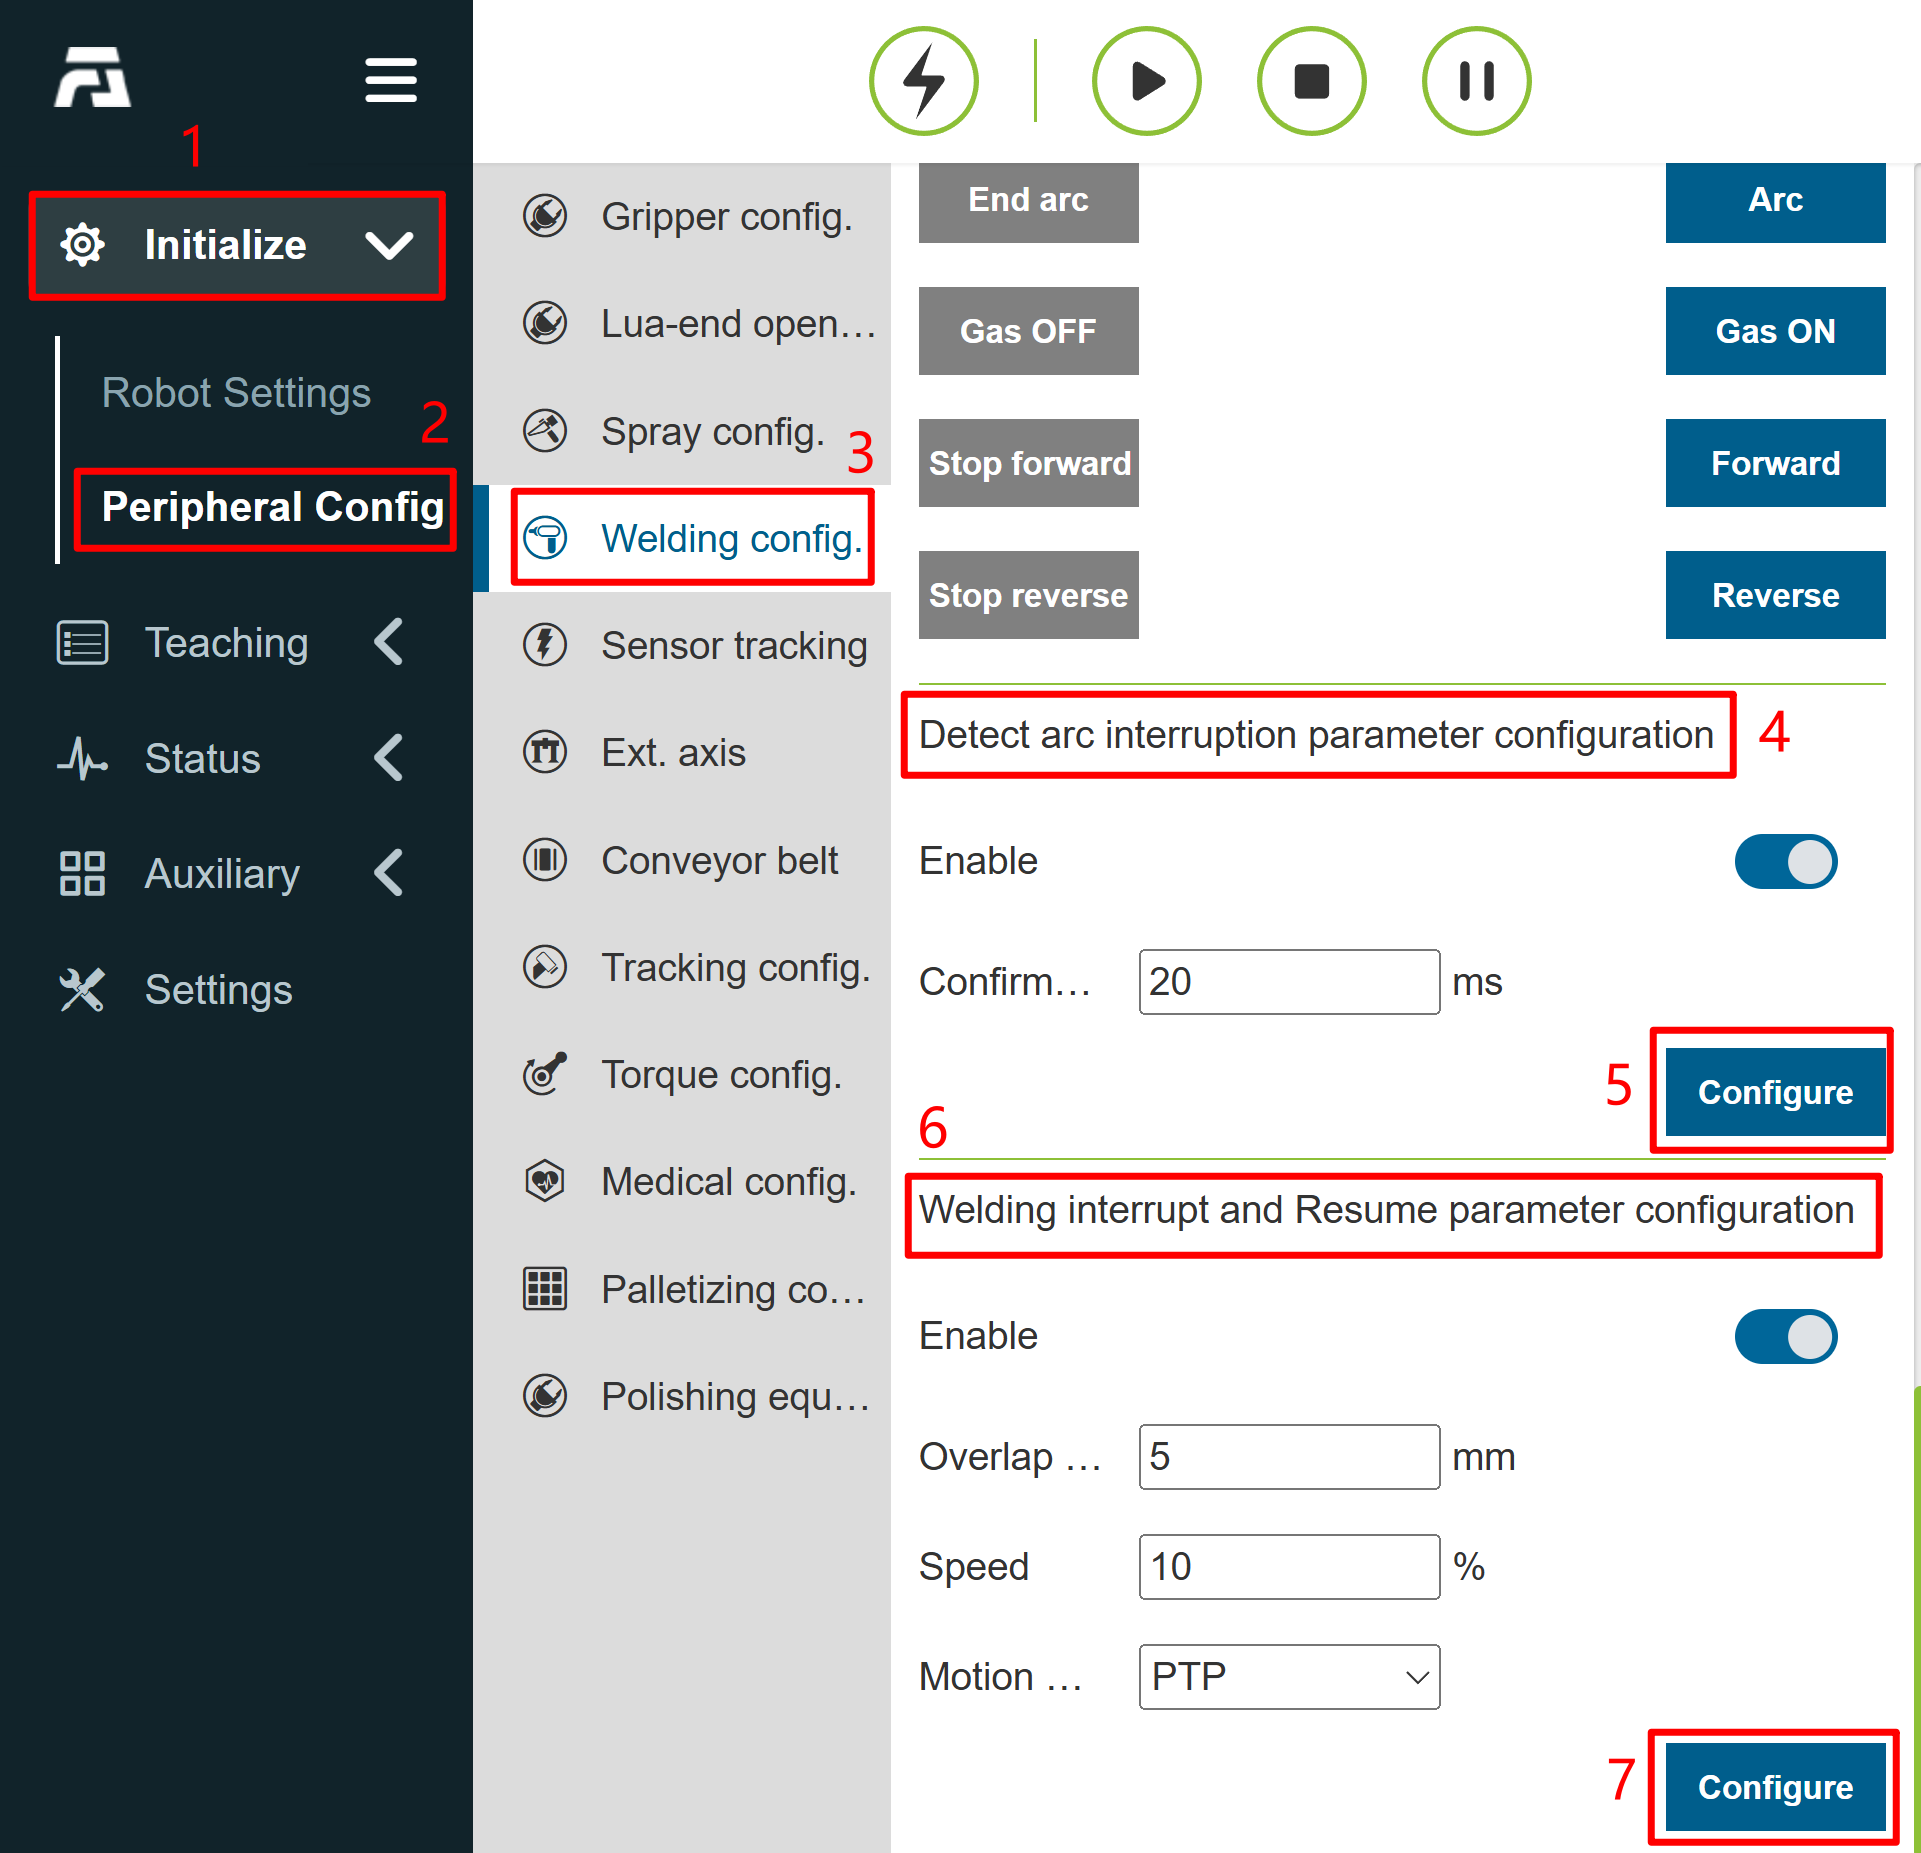 1
Initialize
Robot Settings
2
Peripheral Config
Teaching
Status
Auxiliary
Settings
Gripper config.
Lua-end open…
Spray config.
3
Welding config.
Sensor tracking
Ext. axis
Conveyor belt
Tracking config.
Torque config.
Medical config.
Palletizing co…
Polishing equ…
End arc Arc
Gas OFF Gas ON
Stop forward Forward
Stop reverse Reverse
Detect arc interruption parameter configuration 4
Enable
Confirm… 20 ms
5 Configure
6
Welding interrupt and Resume parameter configuration
Enable
Overlap … 5 mm
Speed 10 %
Motion … PTP
7 Configure